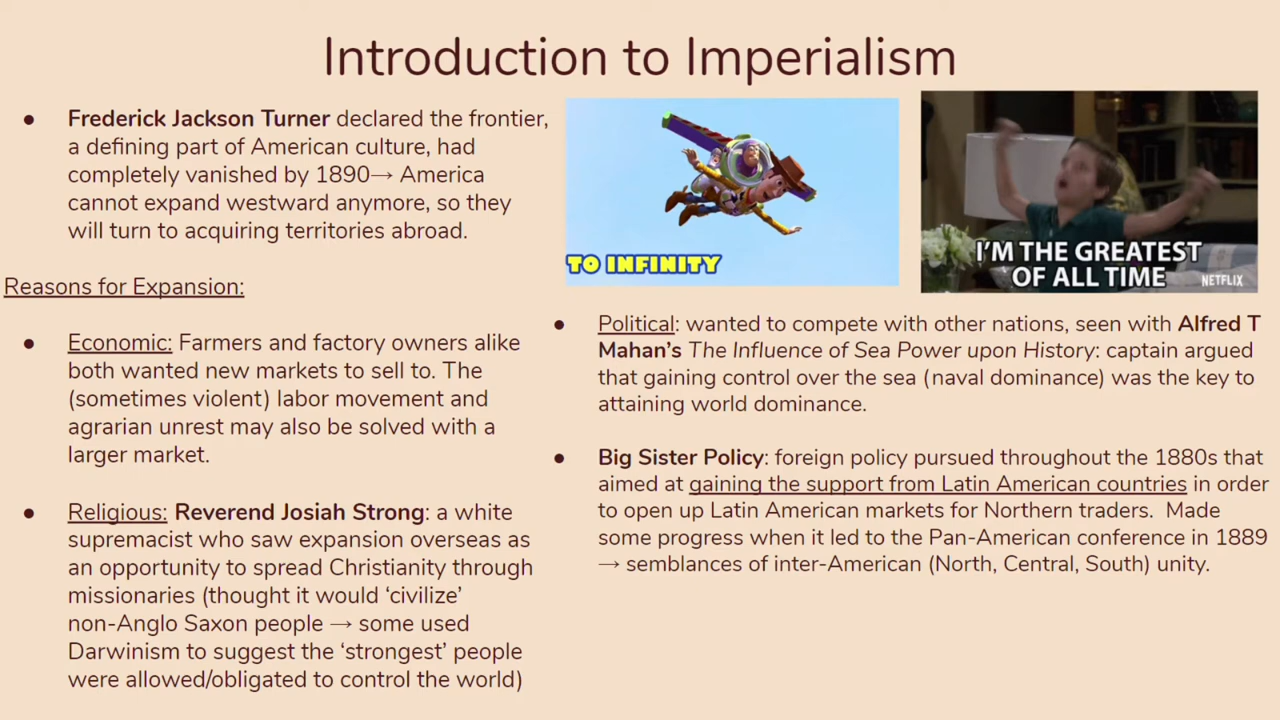 Introduction to Imperialism
● Frederick Jackson Turner declared the frontier,
a defining part of American culture, had
completely vanished by 1890→ America
cannot expand westward anymore, so they
will turn to acquiring territories abroad.
Reasons for Expansion:
● Economic: Farmers and factory owners alike
both wanted new markets to sell to. The
(sometimes violent) labor movement and
agrarian unrest may also be solved with a
larger market.
● Religious: Reverend Josiah Strong: a white
supremacist who saw expansion overseas as
an opportunity to spread Christianity through
missionaries (thought it would ‘civilize’
non-Anglo Saxon people → some used
Darwinism to suggest the ‘strongest’ people
were allowed/obligated to control the world)
TO INFINITY
I'M THE GREATEST
OF ALL TIME
NETFLIX
● Political: wanted to compete with other nations, seen with Alfred T
Mahan’s The Influence of Sea Power upon History: captain argued
that gaining control over the sea (naval dominance) was the key to
attaining world dominance.
● Big Sister Policy: foreign policy pursued throughout the 1880s that
aimed at gaining the support from Latin American countries in order
to open up Latin American markets for Northern traders. Made
some progress when it led to the Pan-American conference in 1889
→ semblances of inter-American (North, Central, South) unity.